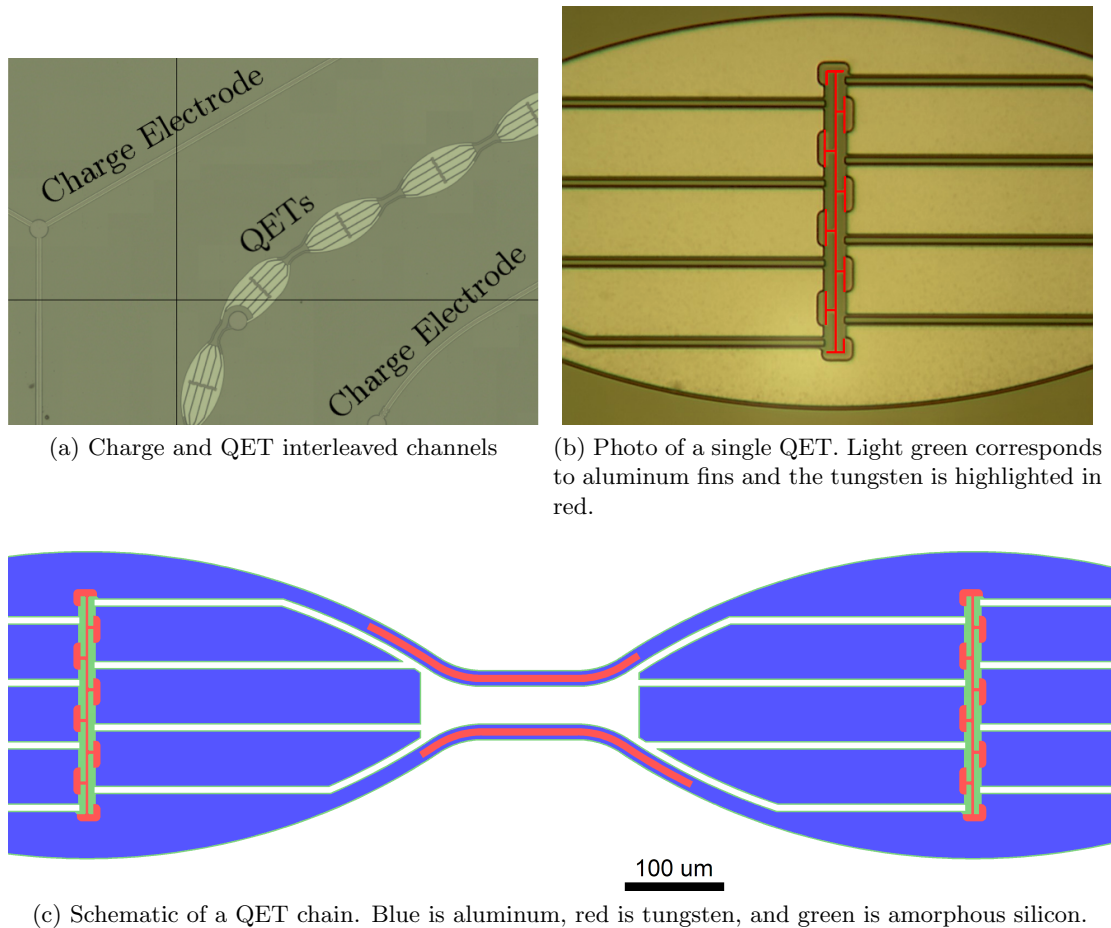 Charge Electrode
QETs
Charge Electrode
(a) Charge and QET interleaved channels
(b) Photo of a single QET. Light green corresponds
to aluminum fins and the tungsten is highlighted in
red.
100 um
(c) Schematic of a QET chain. Blue is aluminum, red is tungsten, and green is amorphous silicon.